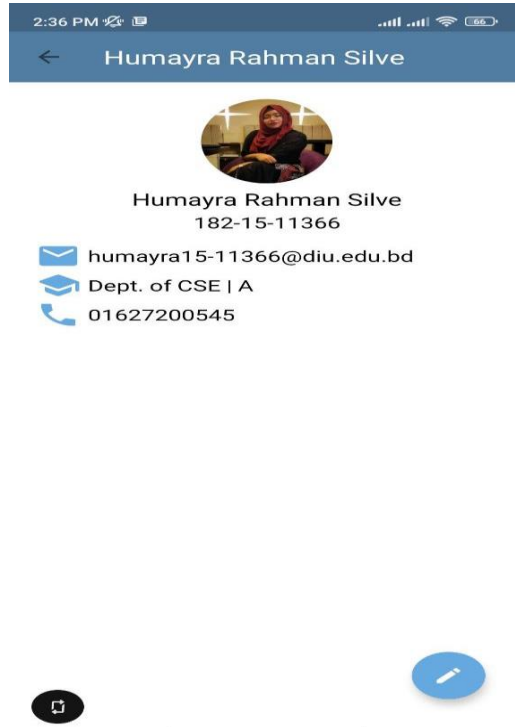 2:36 PM
66
Humayra Rahman Silve
Humayra Rahman Silve
182-15-11366
humayra15-11366@diu.edu.bd
Dept. of CSE | A
01627200545